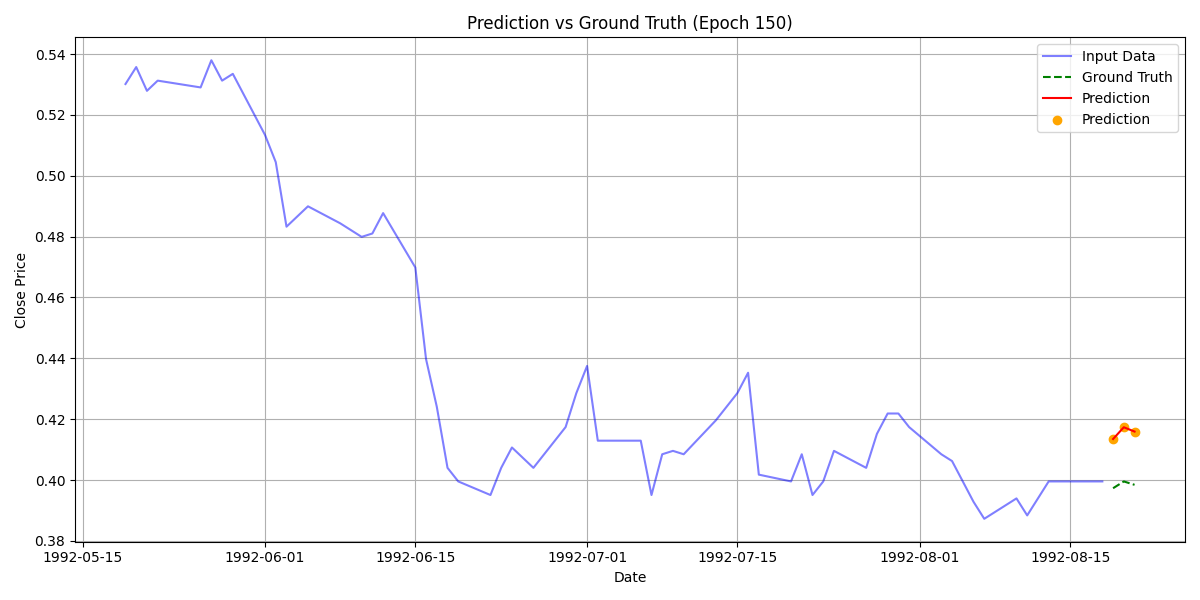 Prediction vs Ground Truth (Epoch 150)
Input Data
Ground Truth
Prediction
Prediction
Close Price
0.54
0.52
0.50
0.48
0.46
0.44
0.42
0.40
0.38
1992-05-15
1992-06-01
1992-06-15
1992-07-01
1992-07-15
1992-08-01
1992-08-15
Date